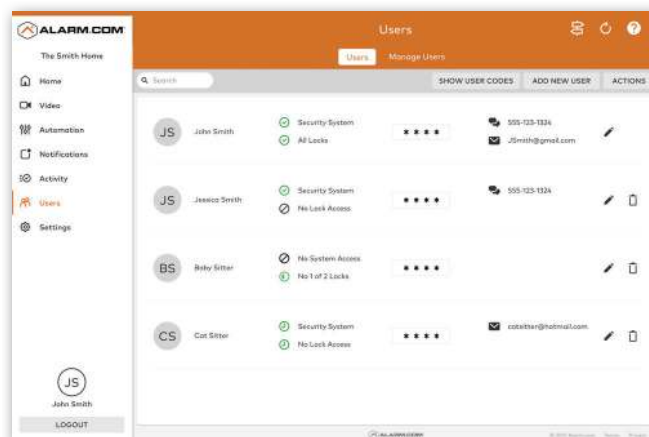 ALARM.COM
The Smith Home
Home
Video
Automation
Notifications
Activity
Users
Settings
JS
John Smith
LOGOUT
Users
?
Users Manage Users
Search
SHOW USER CODES ADD NEW USER ACTIONS
JS John Smith
Security System
All Locks
* * * *
555-123-1324
JSmith@gmail.com
JS Jessica Smith
Security System
No Lock Access
* * * *
555-123-1324
BS Baby Sitter
No System Access
No 1 of 2 Locks
* * * *
CS Cat Sitter
Security System
No Lock Access
* * * *
catsitter@hotmail.com
ALARM.COM